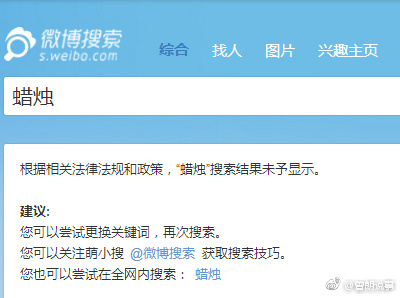 微博搜索
s.weibo.com
综合 找人 图片 兴趣主页
蜡烛
根据相关法律法规和政策，“蜡烛”搜索结果未予显示。
建议:
您可以尝试更换关键词，再次搜索。
您可以关注萌小搜 @微博搜索 获取搜索技巧。
您也可以尝试在全网内搜索： 蜡烛